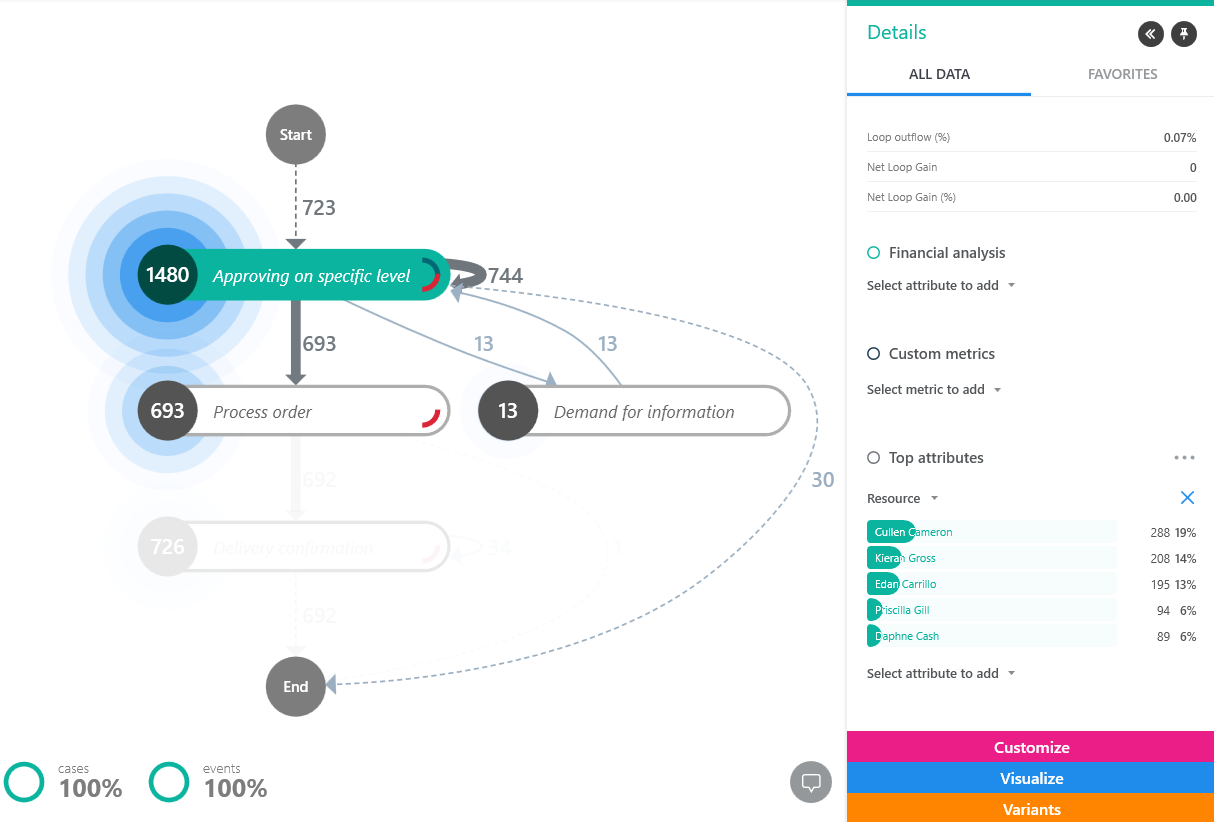 Start
723
1480 Approving on specific level
744
693
13
13
693 Process order
13 Demand for information
692
30
726 Delivery confirmation
34
1
692
End
cases
100%
events
100%
Details
ALL DATA
FAVORITES
Loop outflow (%) 0.07%
Net Loop Gain 0
Net Loop Gain (%) 0.00
Financial analysis
Select attribute to add
Custom metrics
Select metric to add
Top attributes
Resource
Cullen Cameron 288 19%
Kieran Gross 208 14%
Edan Carrillo 195 13%
Priscilla Gill 94 6%
Daphne Cash 89 6%
Select attribute to add
Customize
Visualize
Variants